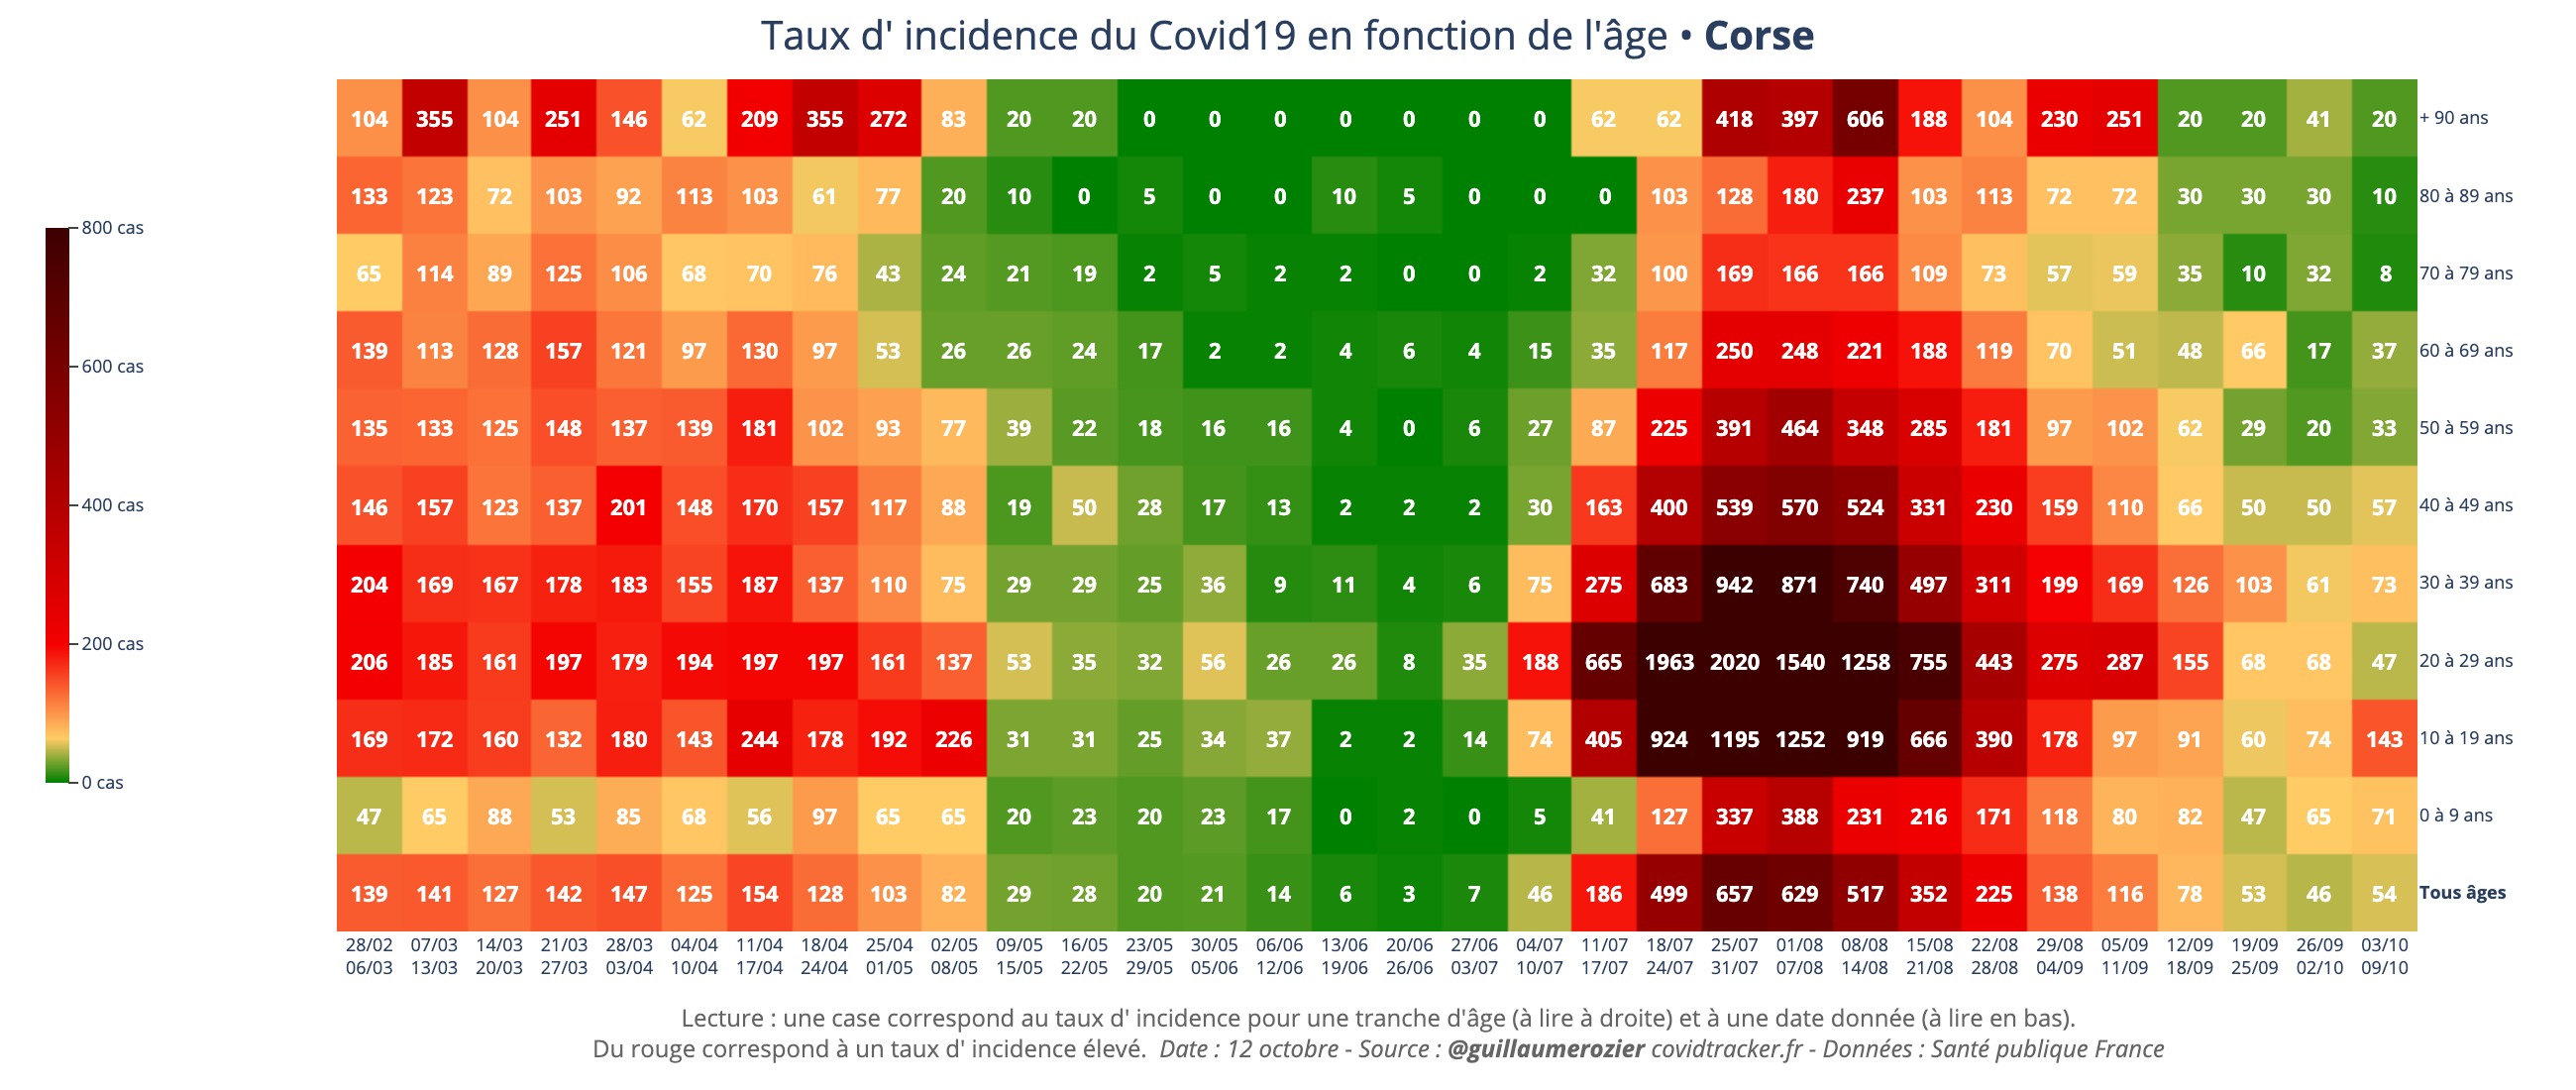 Taux d' incidence du Covid19 en fonction de l'âge • Corse
104 355 104 251 146 62 209 355 272 83 20 20 0 0 0 0 0 0 0 62 62 418 397 606 188 104 230 251 20 20 41 20 + 90 ans
133 123 72 103 92 113 103 61 77 20 10 0 5 0 0 10 5 0 0 0 103 128 180 237 103 113 72 72 30 30 30 10 80 à 89 ans
800 cas
65 114 89 125 106 68 70 76 43 24 21 19 2 5 2 2 0 0 2 32 100 169 166 166 109 73 57 59 35 10 32 8 70 à 79 ans
139 113 128 157 121 97 130 97 53 26 26 24 17 2 2 4 6 4 15 35 117 250 248 221 188 119 70 51 48 66 17 37 60 à 69 ans
600 cas
135 133 125 148 137 139 181 102 93 77 39 22 18 16 16 4 0 6 27 87 225 391 464 348 285 181 97 102 62 29 20 33 50 à 59 ans
400 cas
146 157 123 137 201 148 170 157 117 88 19 50 28 17 13 2 2 2 30 163 400 539 570 524 331 230 159 110 66 50 50 57 40 à 49 ans
204 169 167 178 183 155 187 137 110 75 29 29 25 36 9 11 4 6 75 275 683 942 871 740 497 311 199 169 126 103 61 73 30 à 39 ans
200 cas
206 185 161 197 179 194 197 197 161 137 53 35 32 56 26 26 8 35 188 665 1963 2020 1540 1258 755 443 275 287 155 68 68 47 20 à 29 ans
169 172 160 132 180 143 244 178 192 226 31 31 25 34 37 2 2 14 74 405 924 1195 1252 919 666 390 178 97 91 60 74 143 10 à 19 ans
0 cas
47 65 88 53 85 68 56 97 65 65 20 23 20 23 17 0 2 0 5 41 127 337 388 231 216 171 118 80 82 47 65 71 0 à 9 ans
139 141 127 142 147 125 154 128 103 82 29 28 20 21 14 6 3 7 46 186 499 657 629 517 352 225 138 116 78 53 46 54 Tous âges
28/02 07/03 14/03 21/03 28/03 04/04 11/04 18/04 25/04 02/05 09/05 16/05 23/05 30/05 06/06 13/06 20/06 27/06 04/07 11/07 18/07 25/07 01/08 08/08 15/08 22/08 29/08 05/09 12/09 19/09 26/09 03/10
06/03 13/03 20/03 27/03 03/04 10/04 17/04 24/04 01/05 08/05 15/05 22/05 29/05 05/06 12/06 19/06 26/06 03/07 10/07 17/07 24/07 31/07 07/08 14/08 21/08 28/08 04/09 11/09 18/09 25/09 02/10 09/10
Lecture : une case correspond au taux d' incidence pour une tranche d'âge (à lire à droite) et à une date donnée (à lire en bas).
Du rouge correspond à un taux d' incidence élevé. Date : 12 octobre - Source : @guillaumerozier covidtracker.fr - Données : Santé publique France